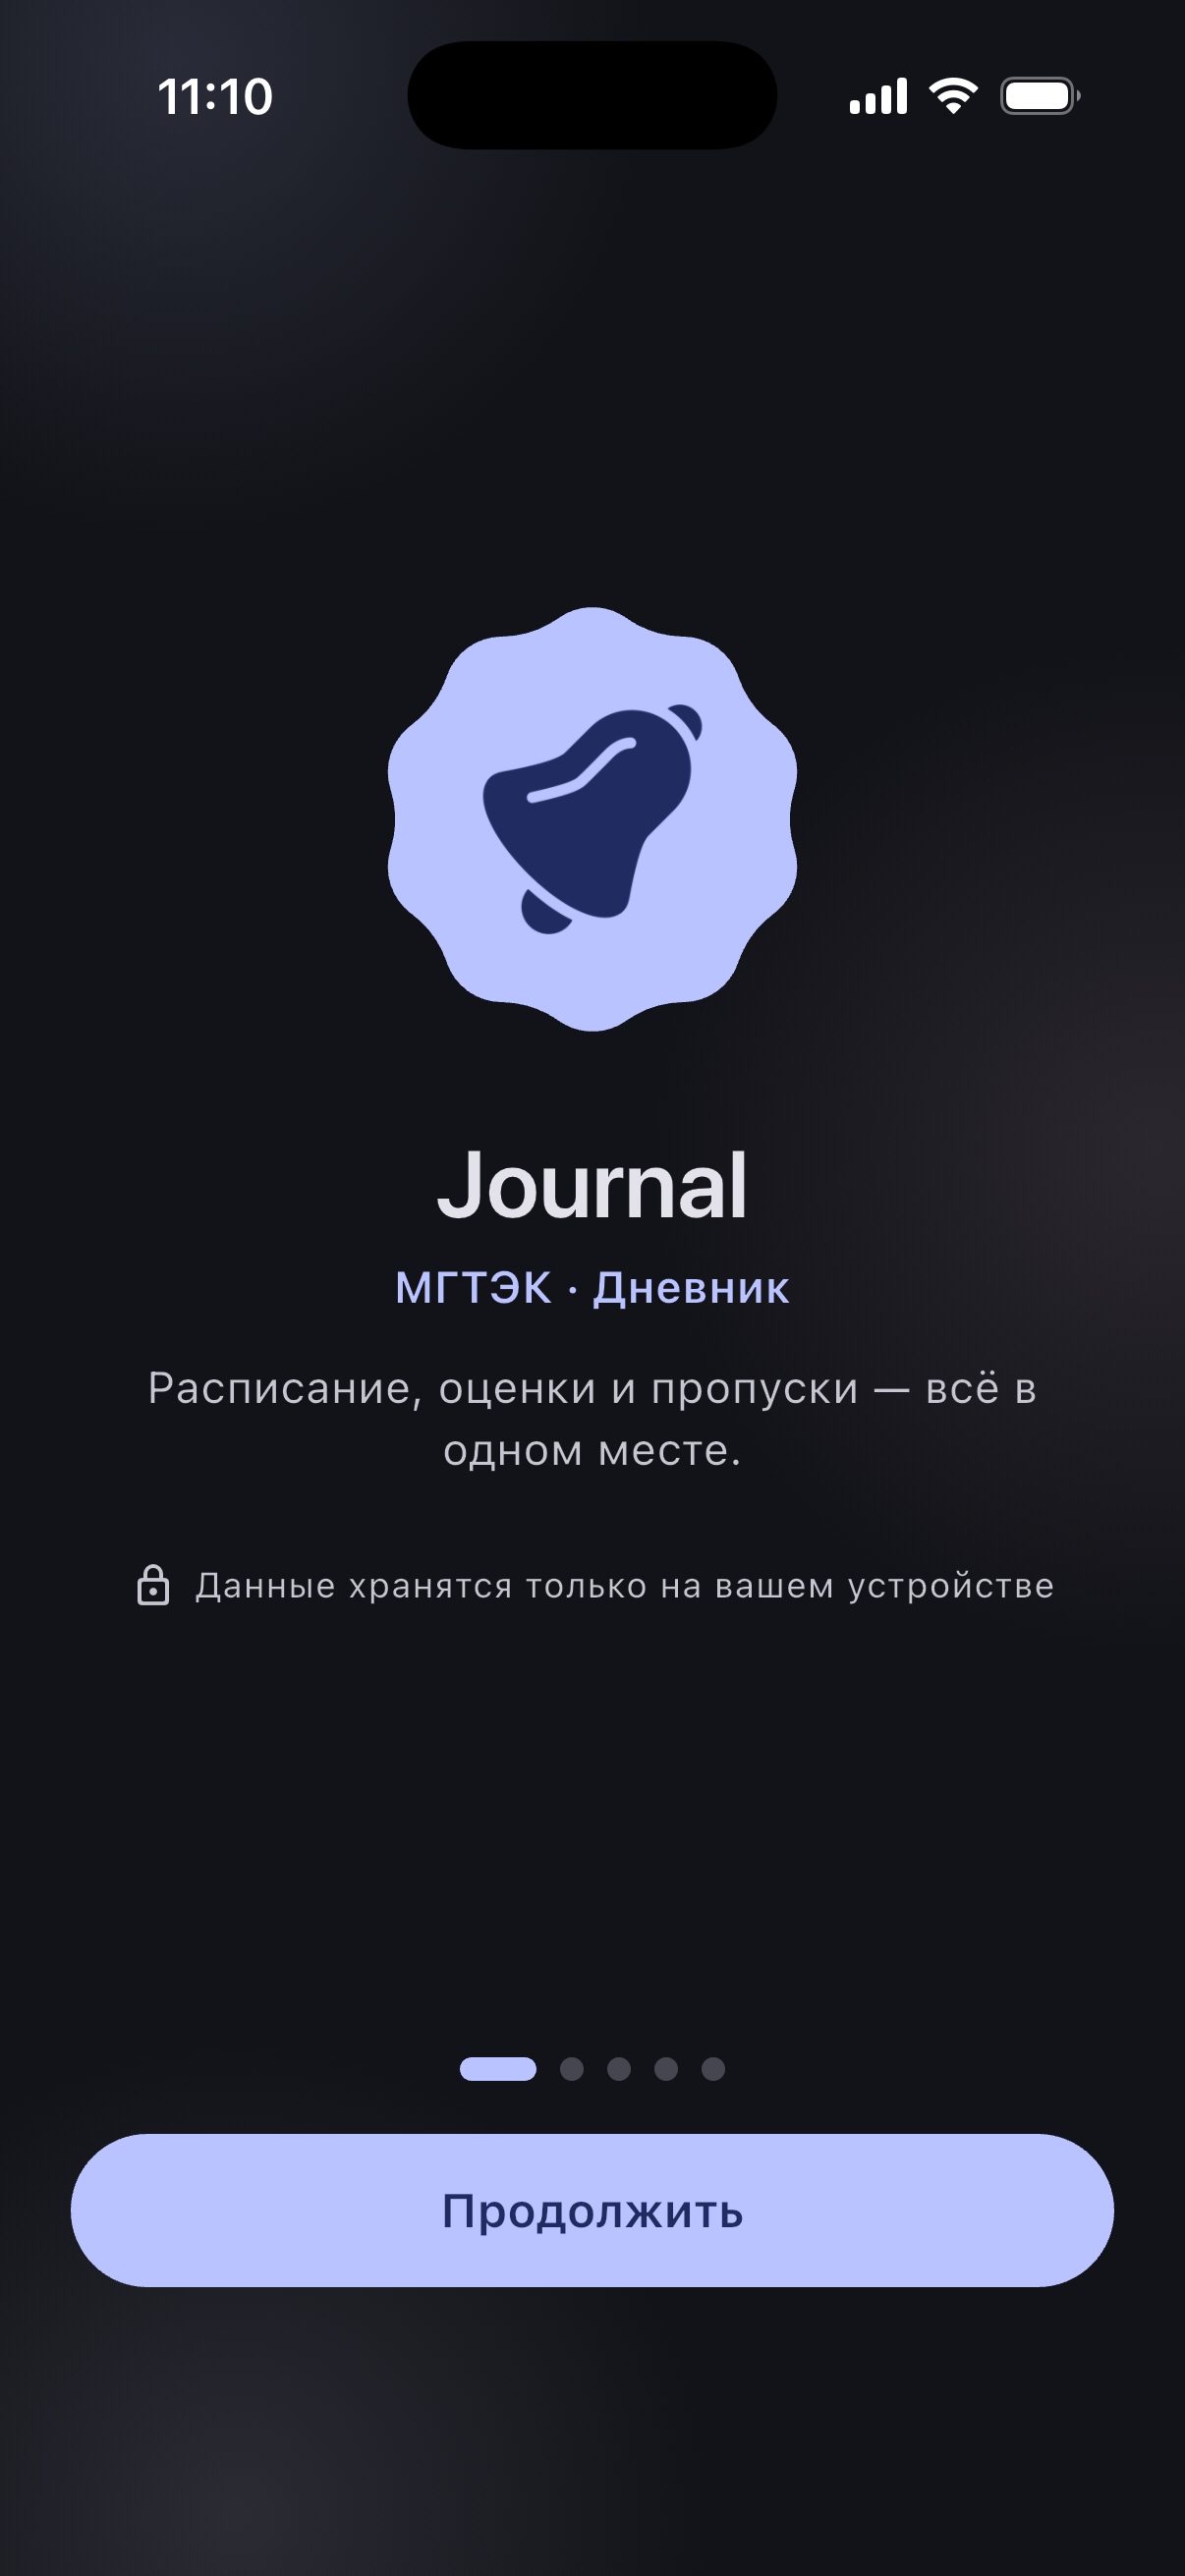 11:10
Journal
МГТЭК · Дневник
Расписание, оценки и пропуски — всё в
одном месте.
Данные хранятся только на вашем устройстве
Продолжить